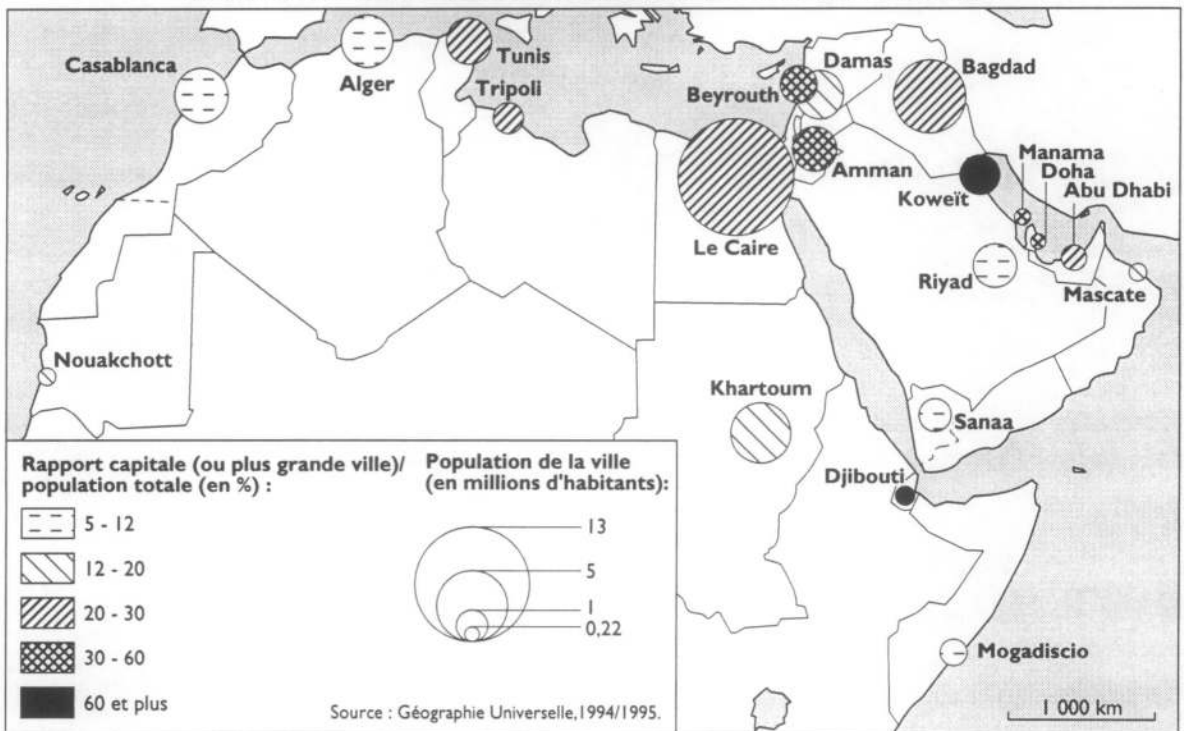 Casablanca
Alger
Tunis
Tripoli
Damas
Beyrouth
Bagdad
Amman
Le Caire
Koweït
Manama
Doha
Abu Dhabi
Riyad
Mascate
Nouakchott
Khartoum
Sanaa
Djibouti
Mogadiscio
Rapport capitale (ou plus grande ville)/
population totale (en %) :
5 - 12
12 - 20
20 - 30
30 - 60
60 et plus
Population de la ville
(en millions d'habitants):
13
5
1
0,22
Source : Géographie Universelle,1994/1995.
1 000 km